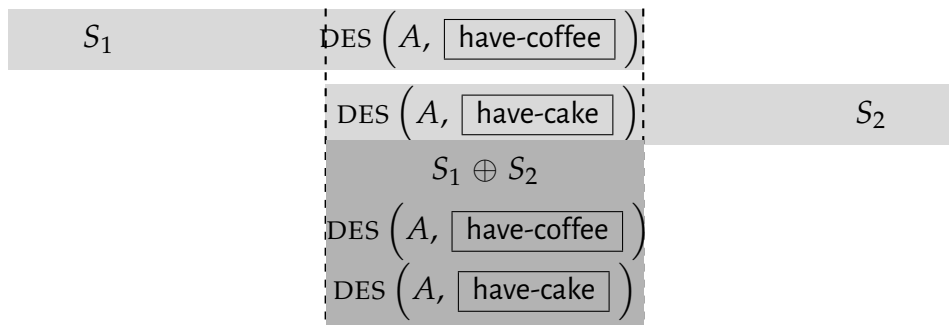 S₁ DES (A, have-coffee)
DES (A, have-cake) S₂
S₁ ⊕ S₂
DES (A, have-coffee)
DES (A, have-cake)